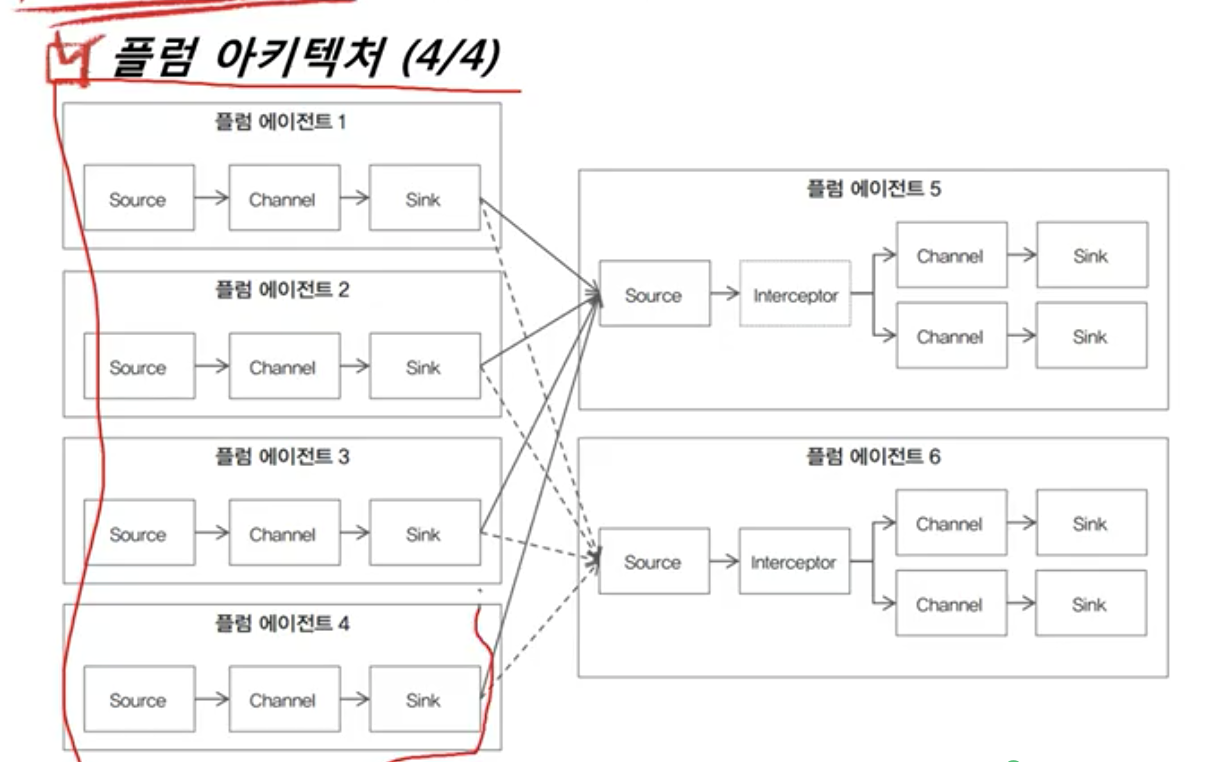 플럼 아키텍처 (4/4)
플럼 에이전트 1
Source
Channel
Sink
플럼 에이전트 2
Source
Channel
Sink
플럼 에이전트 3
Source
Channel
Sink
플럼 에이전트 4
Source
Channel
Sink
플럼 에이전트 5
Source
Interceptor
Channel
Sink
Channel
Sink
플럼 에이전트 6
Source
Interceptor
Channel
Sink
Channel
Sink